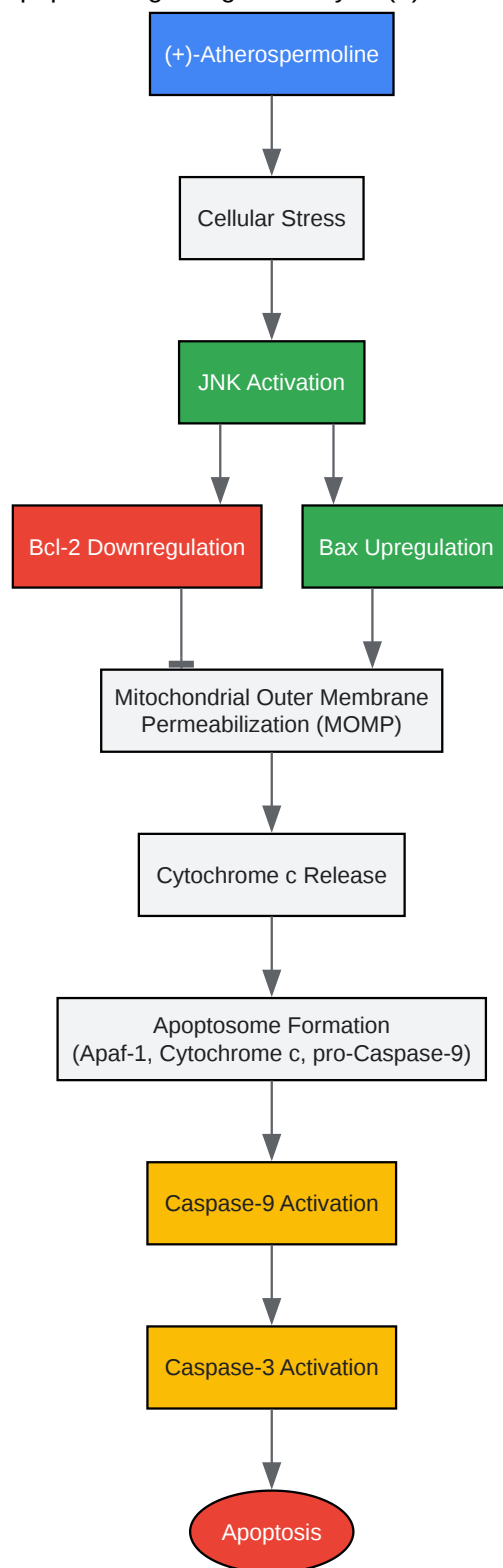 (+)-Atherospermoline
Cellular Stress
JNK Activation
Bcl-2 Downregulation
Bax Upregulation
Mitochondrial Outer Membrane
Permeabilization (MOMP)
Cytochrome c Release
Apoptosome Formation
(Apaf-1, Cytochrome c, pro-Caspase-9)
Caspase-9 Activation
Caspase-3 Activation
Apoptosis